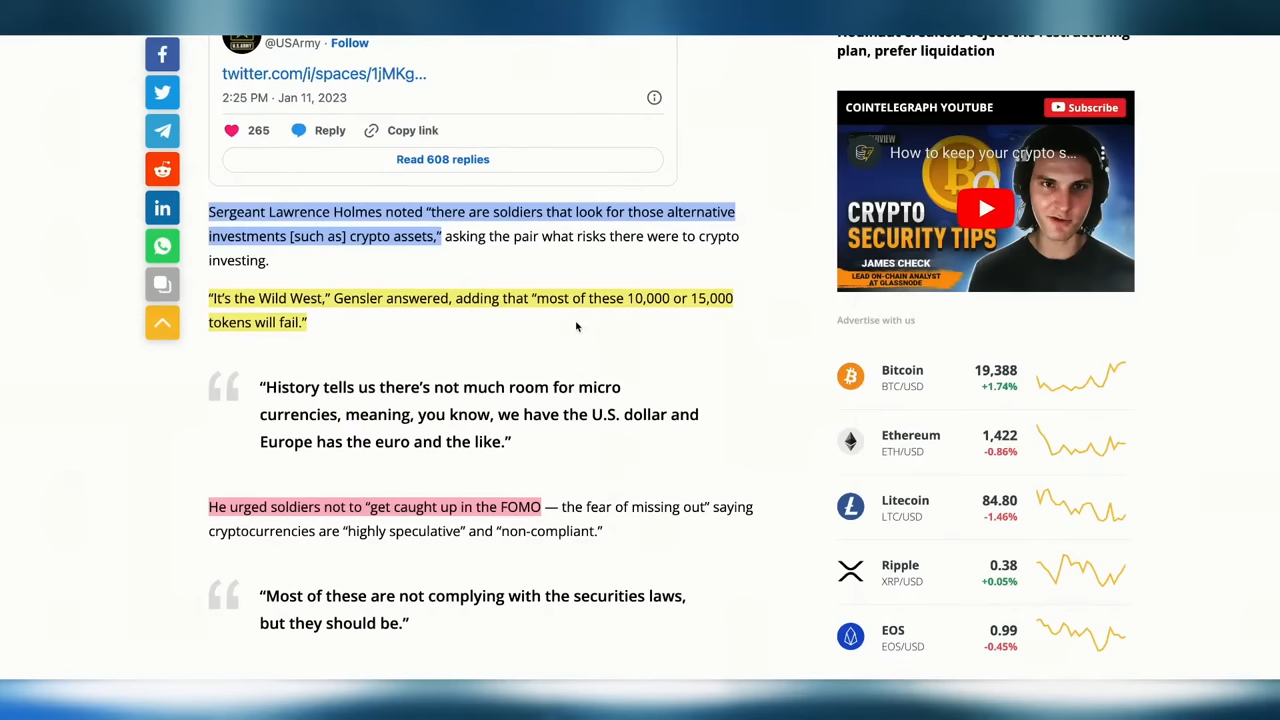 U.S.ARMY
@USArmy · Follow
twitter.com/i/spaces/1jMKg...
2:25 PM · Jan 11, 2023
265 Reply Copy link
Read 608 replies
Sergeant Lawrence Holmes noted “there are soldiers that look for those alternative
investments [such as] crypto assets,” asking the pair what risks there were to crypto
investing.
“It’s the Wild West,” Gensler answered, adding that “most of these 10,000 or 15,000
tokens will fail.”
“History tells us there’s not much room for micro
currencies, meaning, you know, we have the U.S. dollar and
Europe has the euro and the like.”
He urged soldiers not to “get caught up in the FOMO — the fear of missing out” saying
cryptocurrencies are “highly speculative” and “non-compliant.”
“Most of these are not complying with the securities laws,
but they should be.”
plan, prefer liquidation
COINTELEGRAPH YOUTUBE
Subscribe
How to keep your crypto s...
CRYPTO
SECURITY TIPS
JAMES CHECK
LEAD ON-CHAIN ANALYST
AT GLASSNODE
Advertise with us
Bitcoin 19,388
BTC/USD +1.74%
Ethereum 1,422
ETH/USD -0.86%
Litecoin 84.80
LTC/USD -1.46%
Ripple 0.38
XRP/USD +0.05%
EOS 0.99
EOS/USD -0.45%